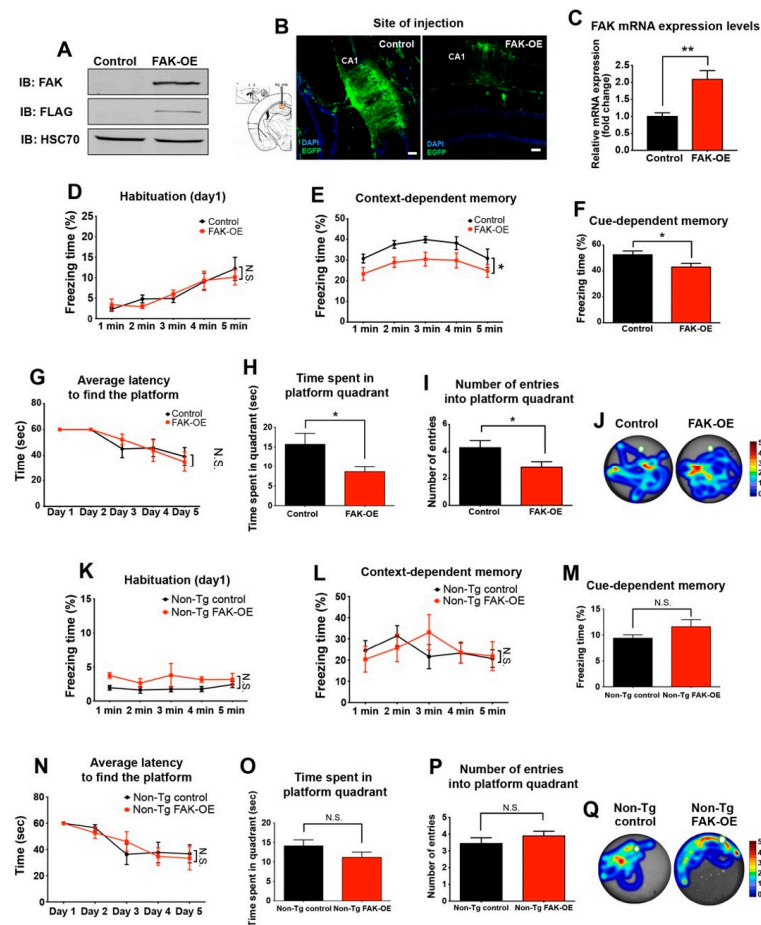 A
Control FAK-OE
IB: FAK
IB: FLAG
IB: HSC70
B
Site of injection
Control
CA1
DAPI
EGFP
FAK-OE
CA1
DAPI
EGFP
C
FAK mRNA expression levels
Relative mRNA expression
(fold change)
2.5
2.0
1.5
1.0
0.5
0.0
**
Control
FAK-OE
D
Habituation (day1)
Control
FAK-OE
Freezing time (%)
25
20
15
10
5
0
N.S.
1 min 2 min 3 min 4 min 5 min
E
Context-dependent memory
Control
FAK-OE
Freezing time (%)
50
40
30
20
10
0
*
1 min 2 min 3 min 4 min 5 min
F
Cue-dependent memory
Freezing time (%)
60
40
20
0
*
Control FAK-OE
G
Average latency
to find the platform
Control
FAK-OE
Time (sec)
80
60
40
20
0
N.S.
Day 1 Day 2 Day 3 Day 4 Day 5
H
Time spent in
platform quadrant
Time spent in quadrant (sec)
20
15
10
5
0
*
Control FAK-OE
I
Number of entries
into platform quadrant
Number of entries
6
5
4
3
2
1
0
*
Control FAK-OE
J
Control FAK-OE
5
4
3
2
1
0
K
Habituation (day1)
Non-Tg control
Non-Tg FAK-OE
Freezing time (%)
15
10
5
0
N.S.
1 min 2 min 3 min 4 min 5 min
L
Context-dependent memory
Non-Tg control
Non-Tg FAK-OE
Freezing time (%)
50
40
30
20
10
0
N.S.
1 min 2 min 3 min 4 min 5 min
M
Cue-dependent memory
Freezing time (%)
15
10
5
0
N.S.
Non-Tg control Non-Tg FAK-OE
N
Average latency
to find the platform
Non-Tg control
Non-Tg FAK-OE
Time (sec)
100
80
60
40
20
0
N.S.
Day 1 Day 2 Day 3 Day 4 Day 5
O
Time spent in
platform quadrant
Time spent in quadrant (sec)
20
15
10
5
0
N.S.
Non-Tg control Non-Tg FAK-OE
P
Number of entries
into platform quadrant
Number of entries
5
4
3
2
1
0
N.S.
Non-Tg control Non-Tg FAK-OE
Q
Non-Tg
control
Non-Tg
FAK-OE
5
4
3
2
1
0